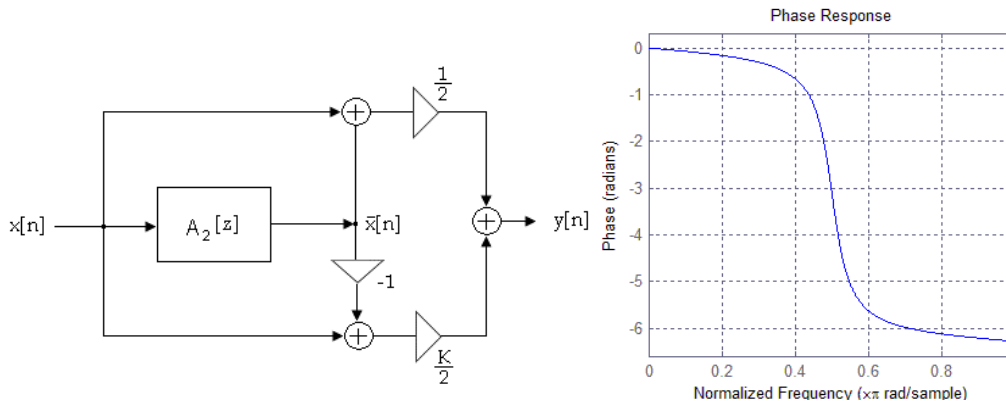 1
2
x[n]
A2[z]
x̄[n]
-1
K
2
y[n]
Phase Response
Phase (radians)
0
-1
-2
-3
-4
-5
-6
0 0.2 0.4 0.6 0.8
Normalized Frequency (×π rad/sample)